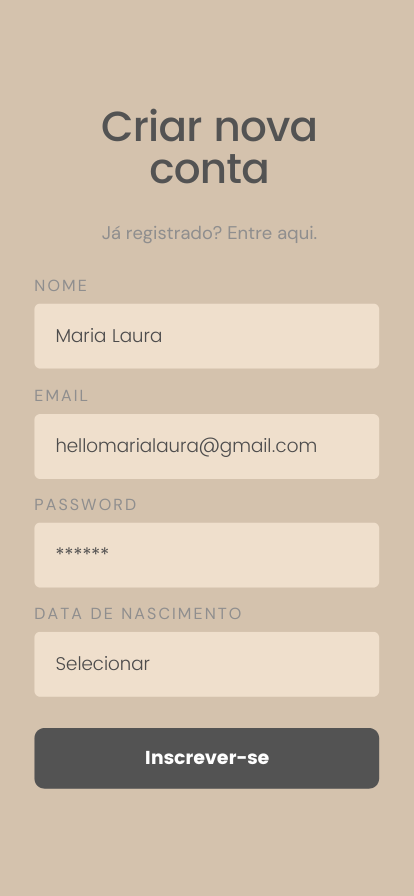 Criar nova
conta
Já registrado? Entre aqui.
NOME
Maria Laura
EMAIL
hellomarialaura@gmail.com
PASSWORD
******
DATA DE NASCIMENTO
Selecionar
Inscrever-se